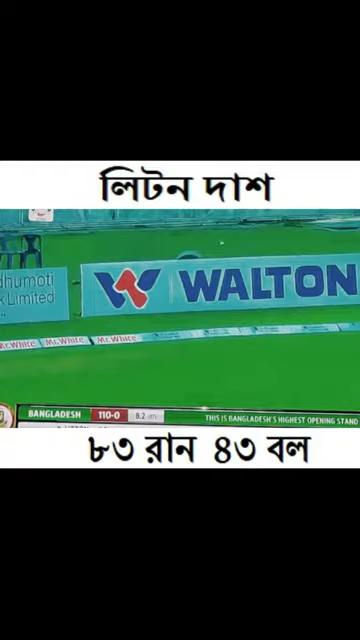 লিটন দাশ
dhumoti
k Limited
WALTON
Mr.White Mr.White Mr.White
BANGLADESH 110-0 8.2 THIS IS BANGLADESH'S HIGHEST OPENING STAND
৮৩ রান ৪৩ বল